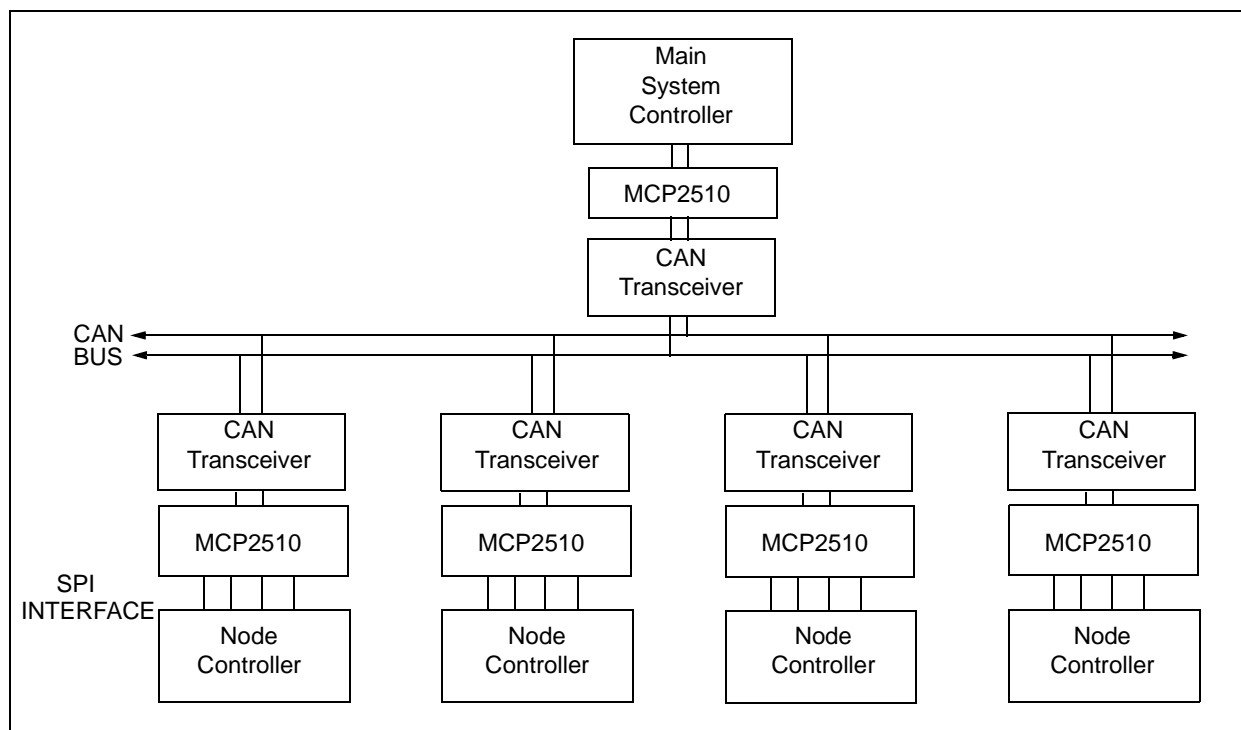 Main
System
Controller
MCP2510
CAN
Transceiver
CAN
BUS
CAN
Transceiver
CAN
Transceiver
CAN
Transceiver
CAN
Transceiver
MCP2510
MCP2510
MCP2510
MCP2510
SPI
INTERFACE
Node
Controller
Node
Controller
Node
Controller
Node
Controller